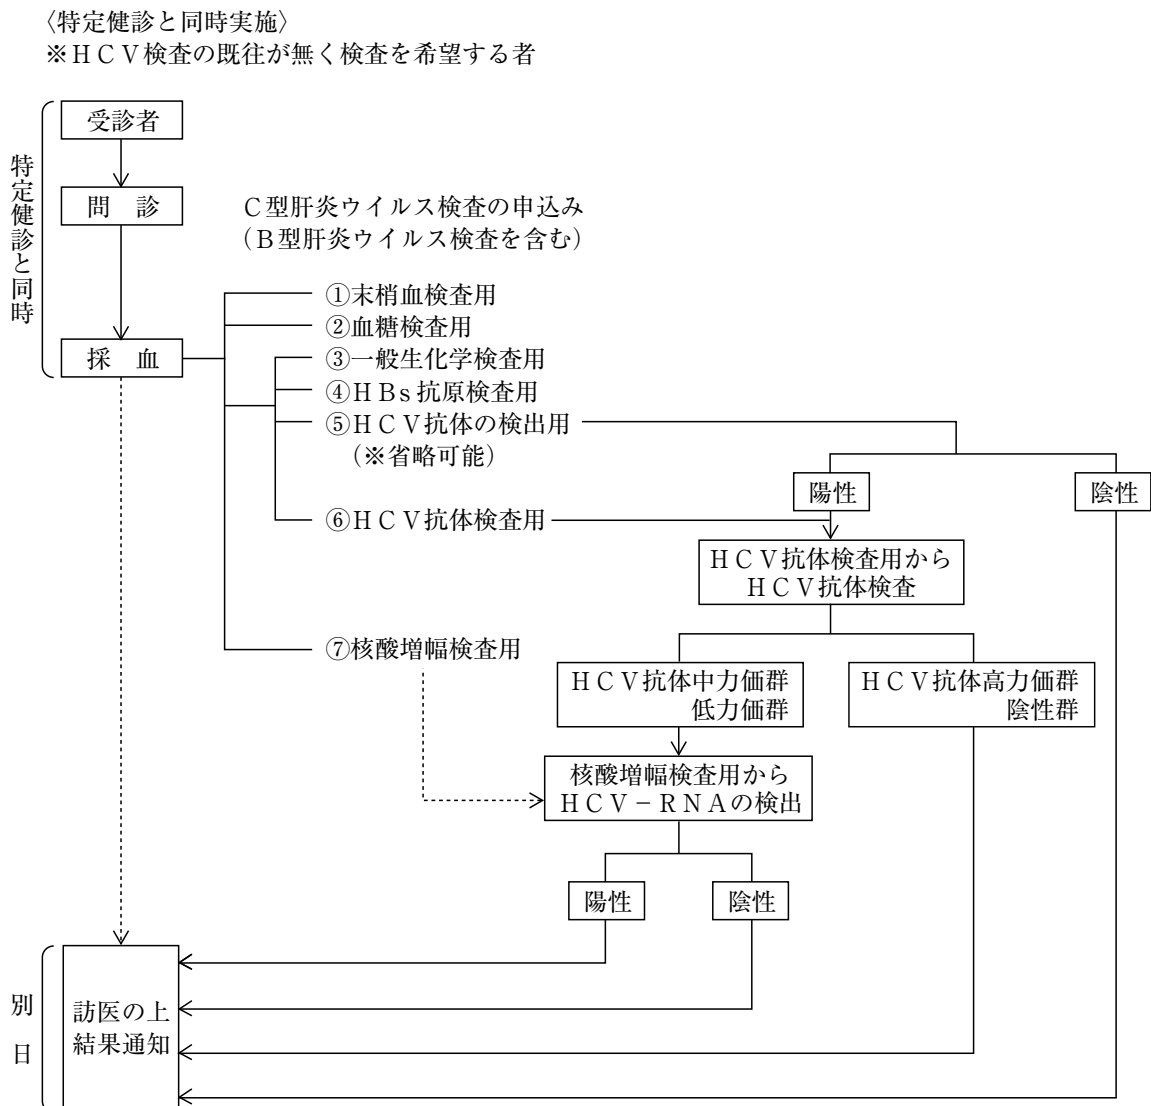 〈特定健診と同時実施〉
※ＨＣＶ検査の既往が無く検査を希望する者
特定健診と同時
受診者
問　診
Ｃ型肝炎ウイルス検査の申込み
（Ｂ型肝炎ウイルス検査を含む）
採　血
①末梢血検査用
②血糖検査用
③一般生化学検査用
④ＨＢｓ抗原検査用
⑤ＨＣＶ抗体の検出用
（※省略可能）
陽性
陰性
⑥ＨＣＶ抗体検査用
ＨＣＶ抗体検査用から
ＨＣＶ抗体検査
⑦核酸増幅検査用
ＨＣＶ抗体中力価群
低力価群
ＨＣＶ抗体高力価群
陰性群
核酸増幅検査用から
ＨＣＶ−ＲＮＡの検出
陽性
陰性
別日
訪医の上
結果通知